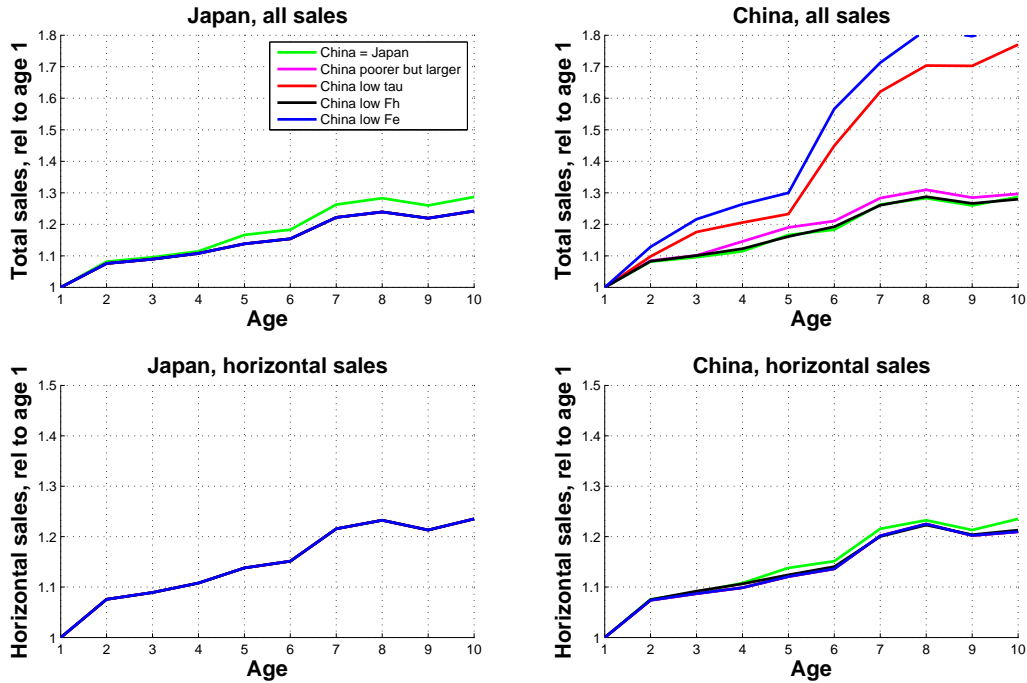 Japan, all sales
Total sales, rel to age 1
1.8
1.7
1.6
1.5
1.4
1.3
1.2
1.1
1
China = Japan
China poorer but larger
China low tau
China low Fh
China low Fe
1 2 3 4 5 6 7 8 9 10
Age
China, all sales
Total sales, rel to age 1
1.8
1.7
1.6
1.5
1.4
1.3
1.2
1.1
1
1 2 3 4 5 6 7 8 9 10
Age
Japan, horizontal sales
Horizontal sales, rel to age 1
1.5
1.4
1.3
1.2
1.1
1
1 2 3 4 5 6 7 8 9 10
Age
China, horizontal sales
Horizontal sales, rel to age 1
1.5
1.4
1.3
1.2
1.1
1
1 2 3 4 5 6 7 8 9 10
Age